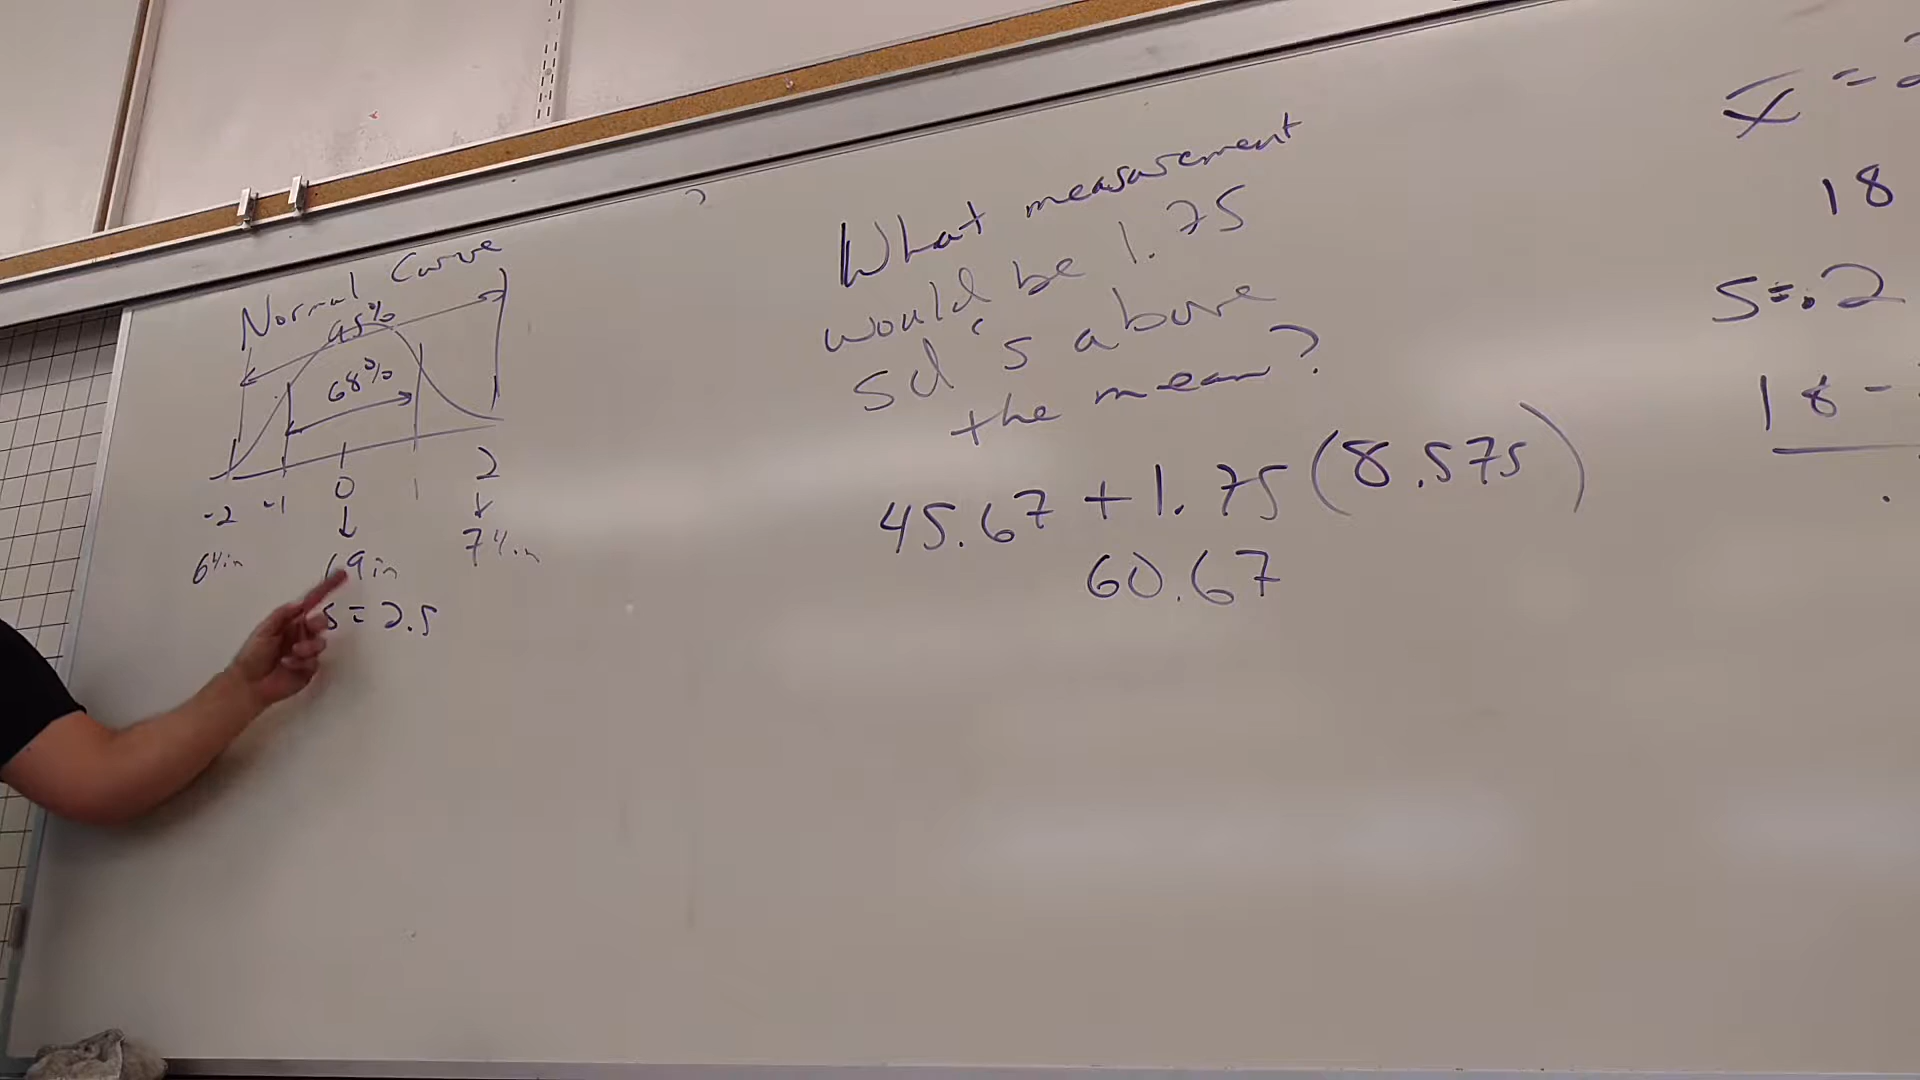 Normal Curve
95%
68%
-2 -1 0 1 2
64in 69in 74in
s = 2.5
What measurement
would be 1.75
sd's above
the mean?
45.67 + 1.75 (8.575)
60.67
x̄ =
18
s = .2
18 -